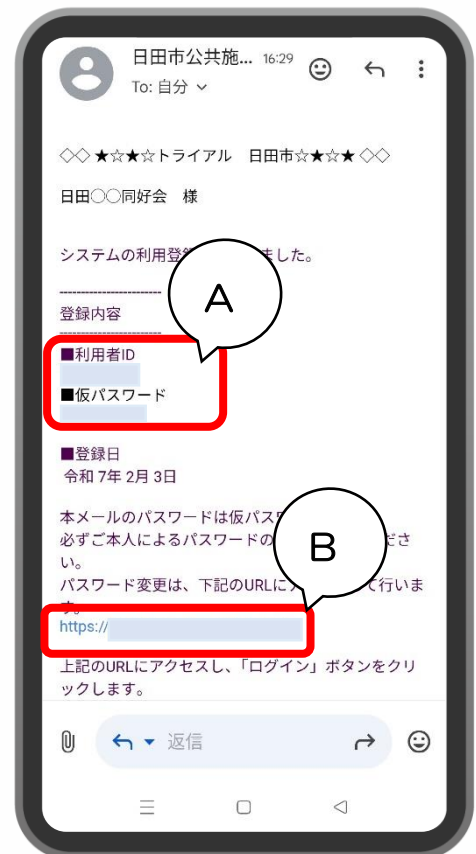 日田市公共施... 16:29
To: 自分
◇◇ ★☆★☆トライアル 日田市☆★☆★ ◇◇
日田○○同好会 様
システムの利用登 した。
----------------------
登録内容
----------------------
A
■利用者ID
■仮パスワード
■登録日
令和 7年 2月 3日
本メールのパスワードは仮パス
必ずご本人によるパスワードの ださ
い。
B
パスワード変更は、下記のURLに て行いま
す。
https://
上記のURLにアクセスし、「ログイン」ボタンをクリ
ックします。
返信